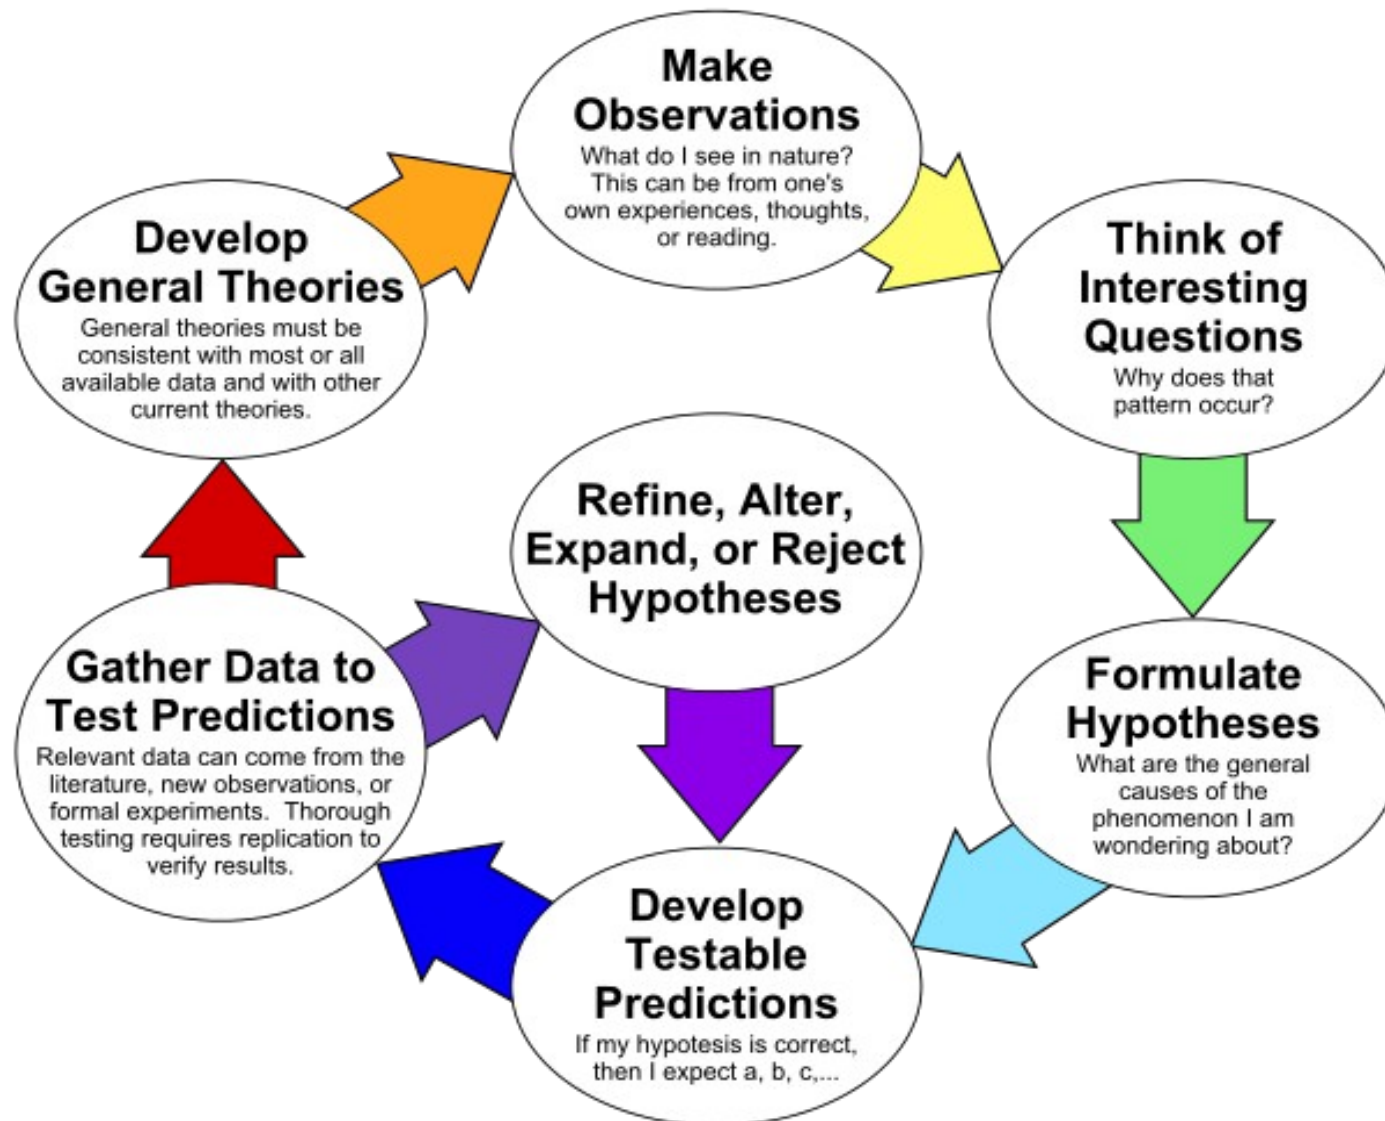 Make
Observations
What do I see in nature?
This can be from one's
own experiences, thoughts,
or reading.
Think of
Interesting
Questions
Why does that
pattern occur?
Formulate
Hypotheses
What are the general
causes of the
phenomenon I am
wondering about?
Develop
Testable
Predictions
If my hypotesis is correct,
then I expect a, b, c,...
Gather Data to
Test Predictions
Relevant data can come from the
literature, new observations, or
formal experiments. Thorough
testing requires replication to
verify results.
Refine, Alter,
Expand, or Reject
Hypotheses
Develop
General Theories
General theories must be
consistent with most or all
available data and with other
current theories.